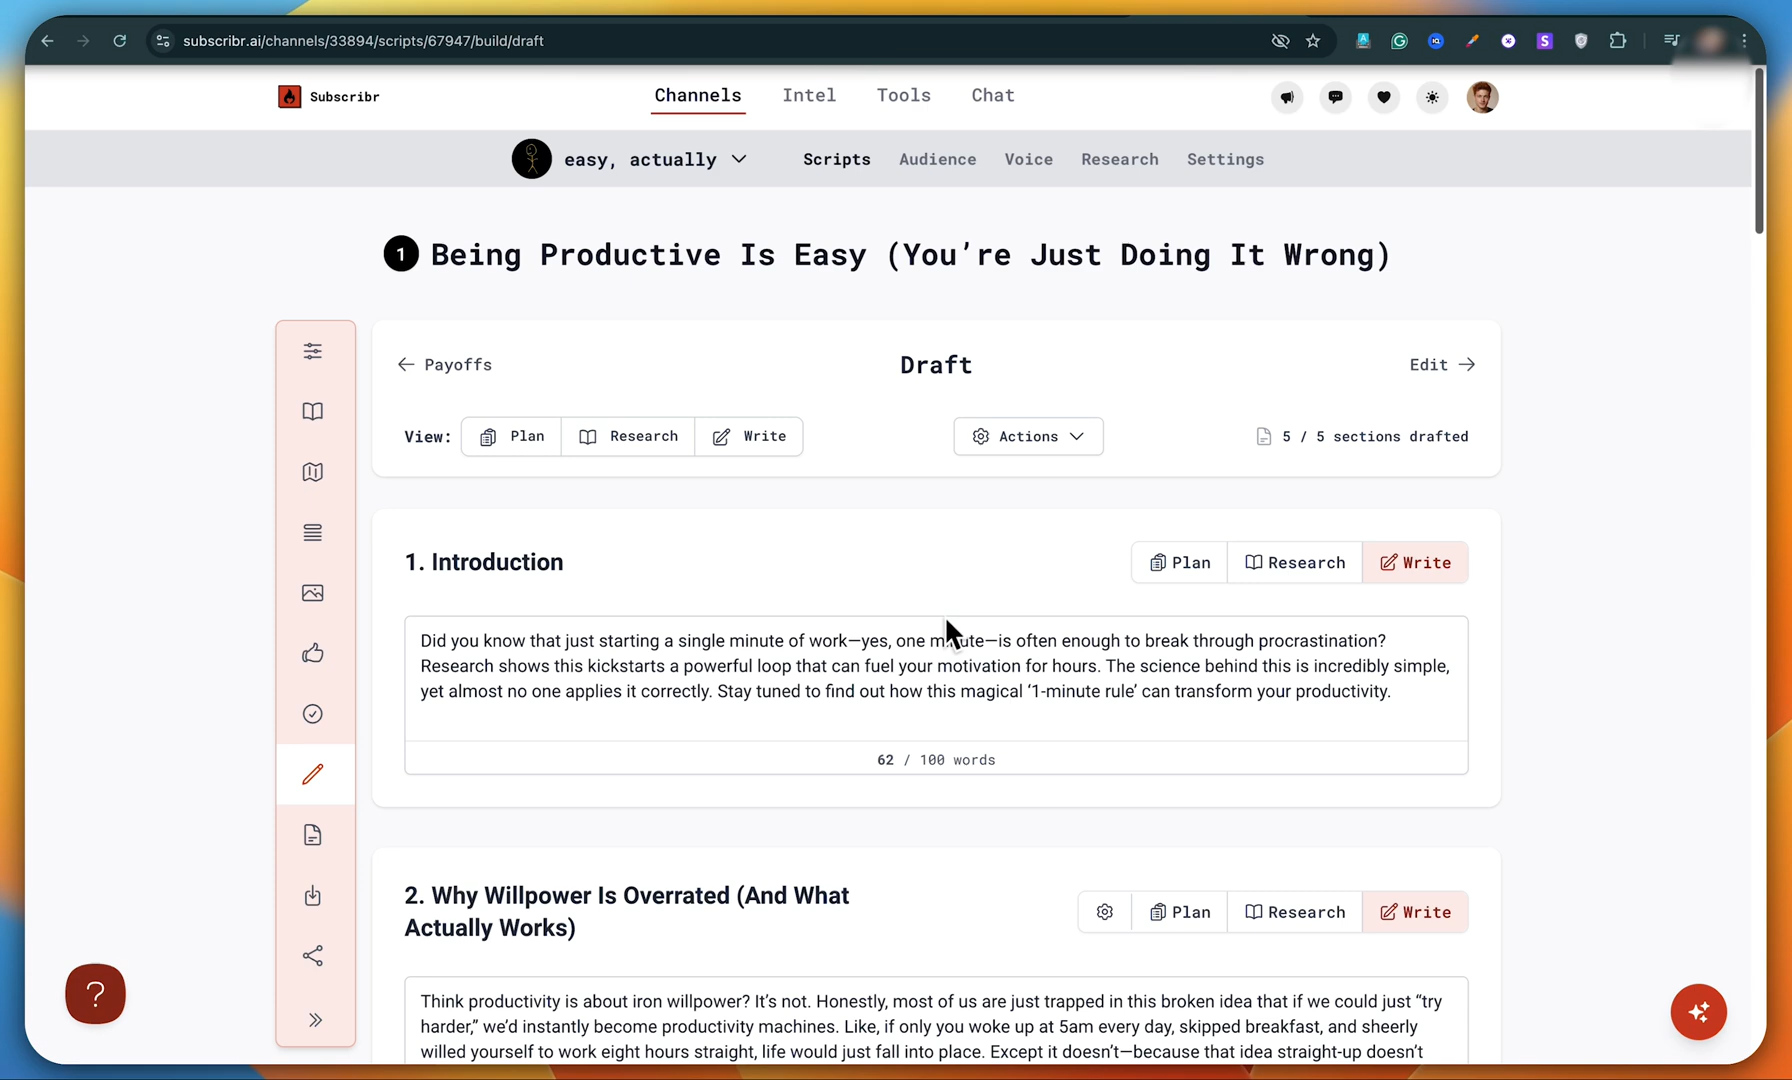 subscribr.ai/channels/33894/scripts/67947/build/draft
Subscribr
Channels Intel Tools Chat
easy, actually Scripts Audience Voice Research Settings
1 Being Productive Is Easy (You’re Just Doing It Wrong)
← Payoffs Draft Edit →
View: Plan Research Write Actions 5 / 5 sections drafted
1. Introduction Plan Research Write
Did you know that just starting a single minute of work—yes, one minute—is often enough to break through procrastination?
Research shows this kickstarts a powerful loop that can fuel your motivation for hours. The science behind this is incredibly simple,
yet almost no one applies it correctly. Stay tuned to find out how this magical ‘1-minute rule’ can transform your productivity.
62 / 100 words
2. Why Willpower Is Overrated (And What
Actually Works)
Plan Research Write
Think productivity is about iron willpower? It’s not. Honestly, most of us are just trapped in this broken idea that if we could just “try
harder,” we’d instantly become productivity machines. Like, if only you woke up at 5am every day, skipped breakfast, and sheerly
willed yourself to work eight hours straight, life would just fall into place. Except it doesn’t—because that idea straight-up doesn’t
?